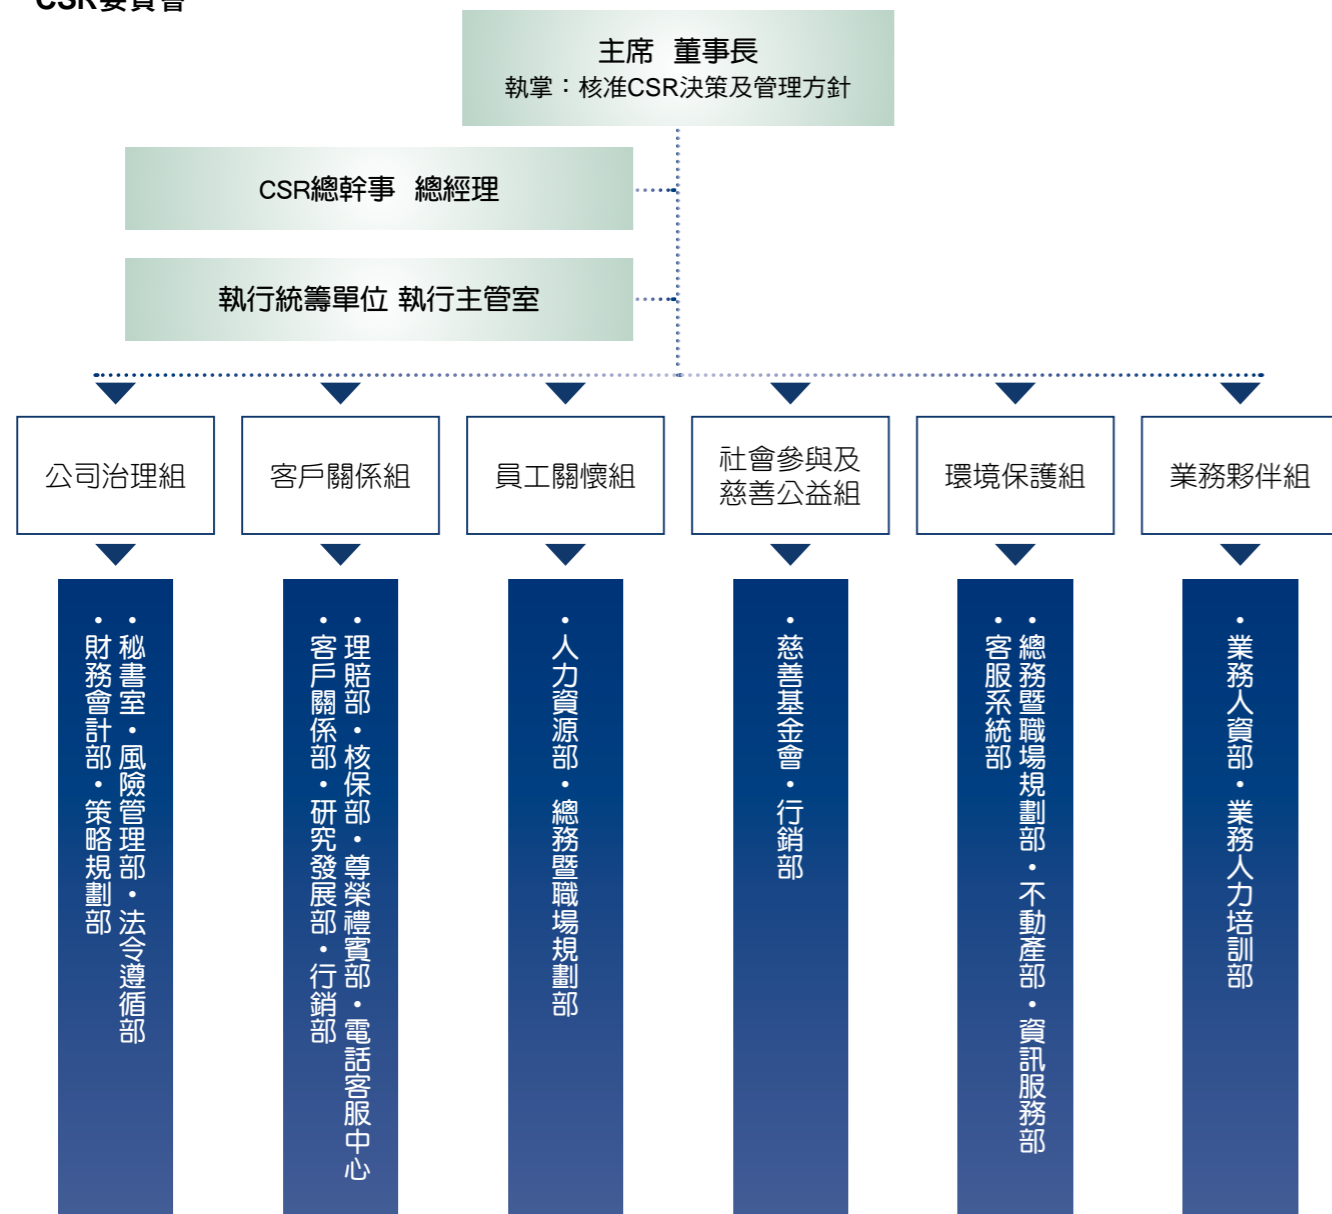 CSR委員會
主席 董事長
執掌：核准CSR決策及管理方針
CSR總幹事 總經理
執行統籌單位 執行主管室
公司治理組
客戶關係組
員工關懷組
社會參與及
慈善公益組
環境保護組
業務夥伴組
・秘書室・風險管理部・法令遵循部
・財務會計部・策略規劃部
・理賠部・核保部・尊榮禮賓部・電話客服中心
・客戶關係部・研究發展部・行銷部
・人力資源部・總務暨職場規劃部
・慈善基金會・行銷部
・總務暨職場規劃部・不動產部・資訊服務部
・客服系統部
・業務人資部・業務人力培訓部